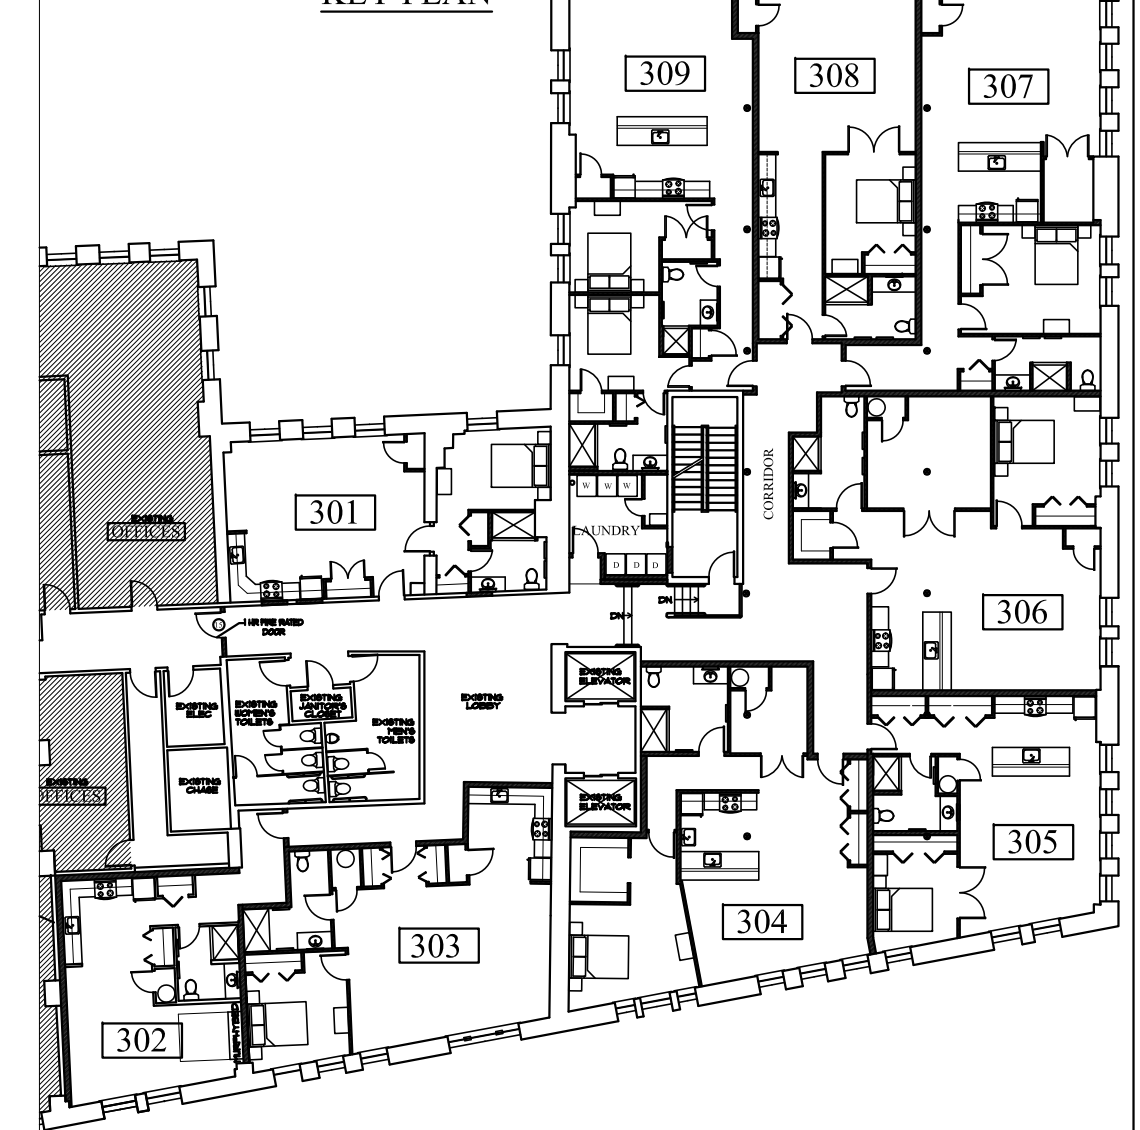 KEY PLAN
309
308
307
301
EXISTING
OFFICES
W W W
LAUNDRY
D D D
CORRIDOR
DN
DN
306
1 HR FIRE RATED
DOOR
EXISTING
ELEC
EXISTING
WOMEN'S
TOILETS
EXISTING
JANITOR'S
CLOSET
EXISTING
MEN'S
TOILETS
EXISTING
LOBBY
EXISTING
ELEVATOR
EXISTING
CHASE
EXISTING
OFFICES
EXISTING
ELEVATOR
305
304
303
302
MURPHY BED